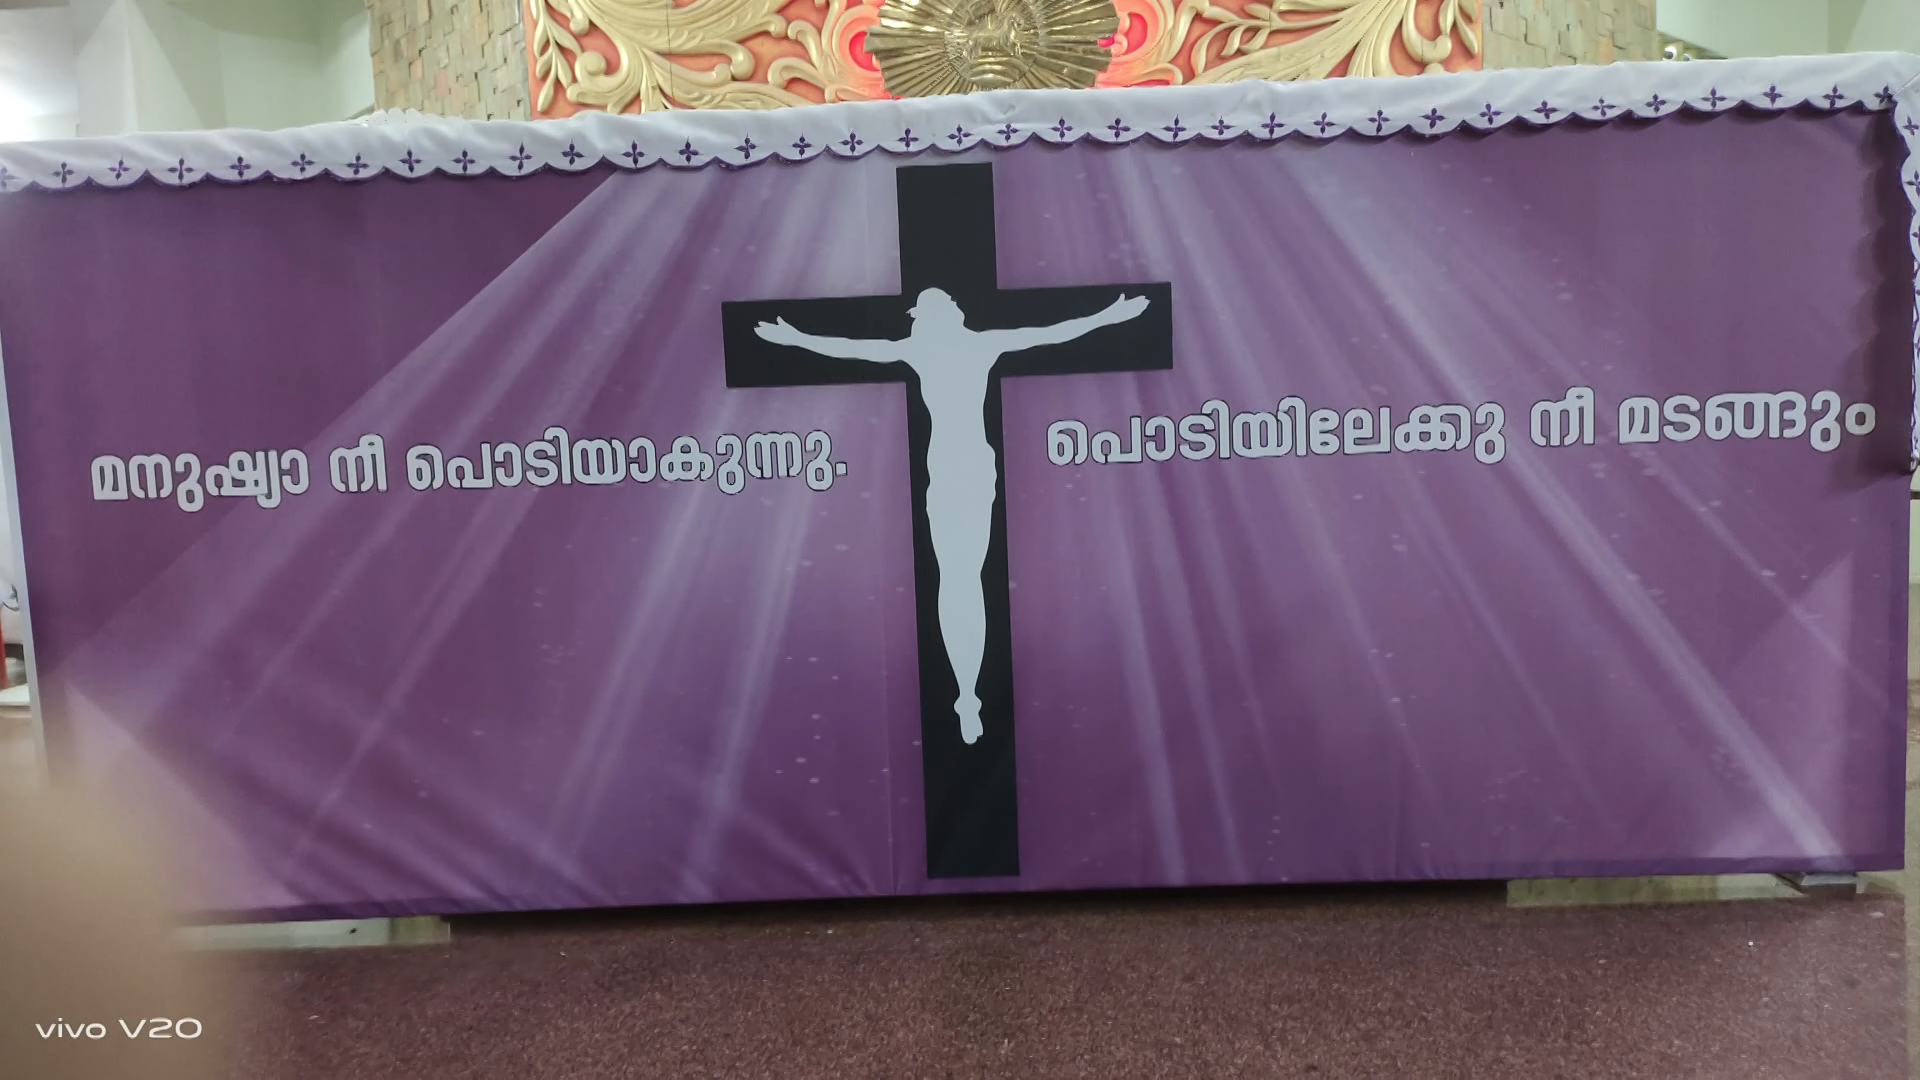 മനുഷ്യാ നീ പൊടിയാകുന്നു.
പൊടിയിലേക്കു നീ മടങ്ങും
vivo V20